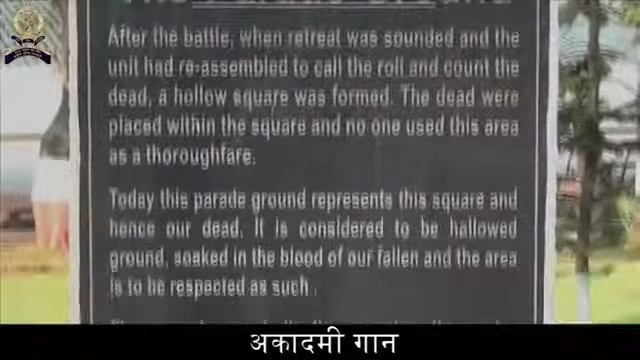 After the battle, when retreat was sounded and the
unit had re-assembled to call the roll and count the
dead, a hollow square was formed. The dead were
placed within the square and no one used this area
as a thoroughfare.
Today this parade ground represents this square and
hence our dead. It is considered to be hallowed
ground, soaked in the blood of our fallen and the area
is to be respected as such.
अकादमी गान